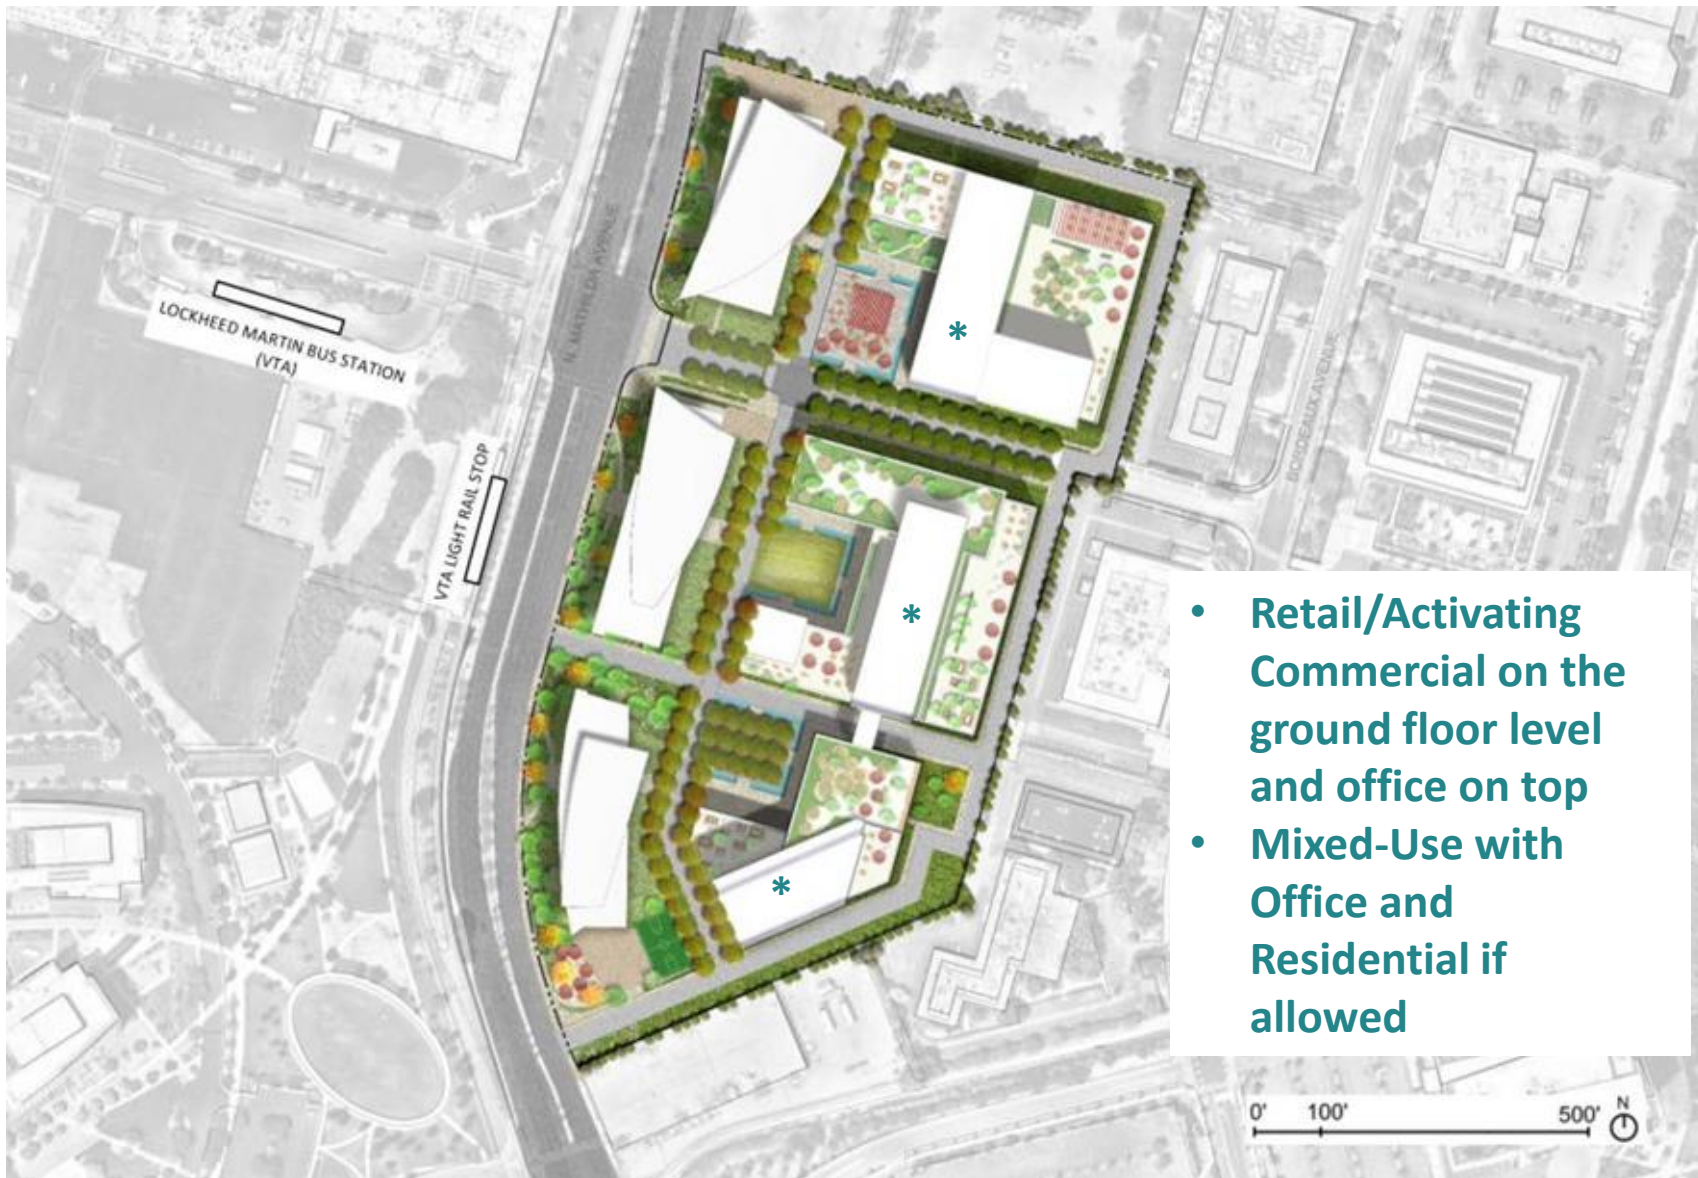 N. MATHILDA AVENUE
LOCKHEED MARTIN BUS STATION
(VTA)
VTA LIGHT RAIL STOP
BORDEAUX AVENUE
*
*
*
• Retail/Activating
Commercial on the
ground floor level
and office on top
• Mixed-Use with
Office and
Residential if
allowed
0' 100' 500' N